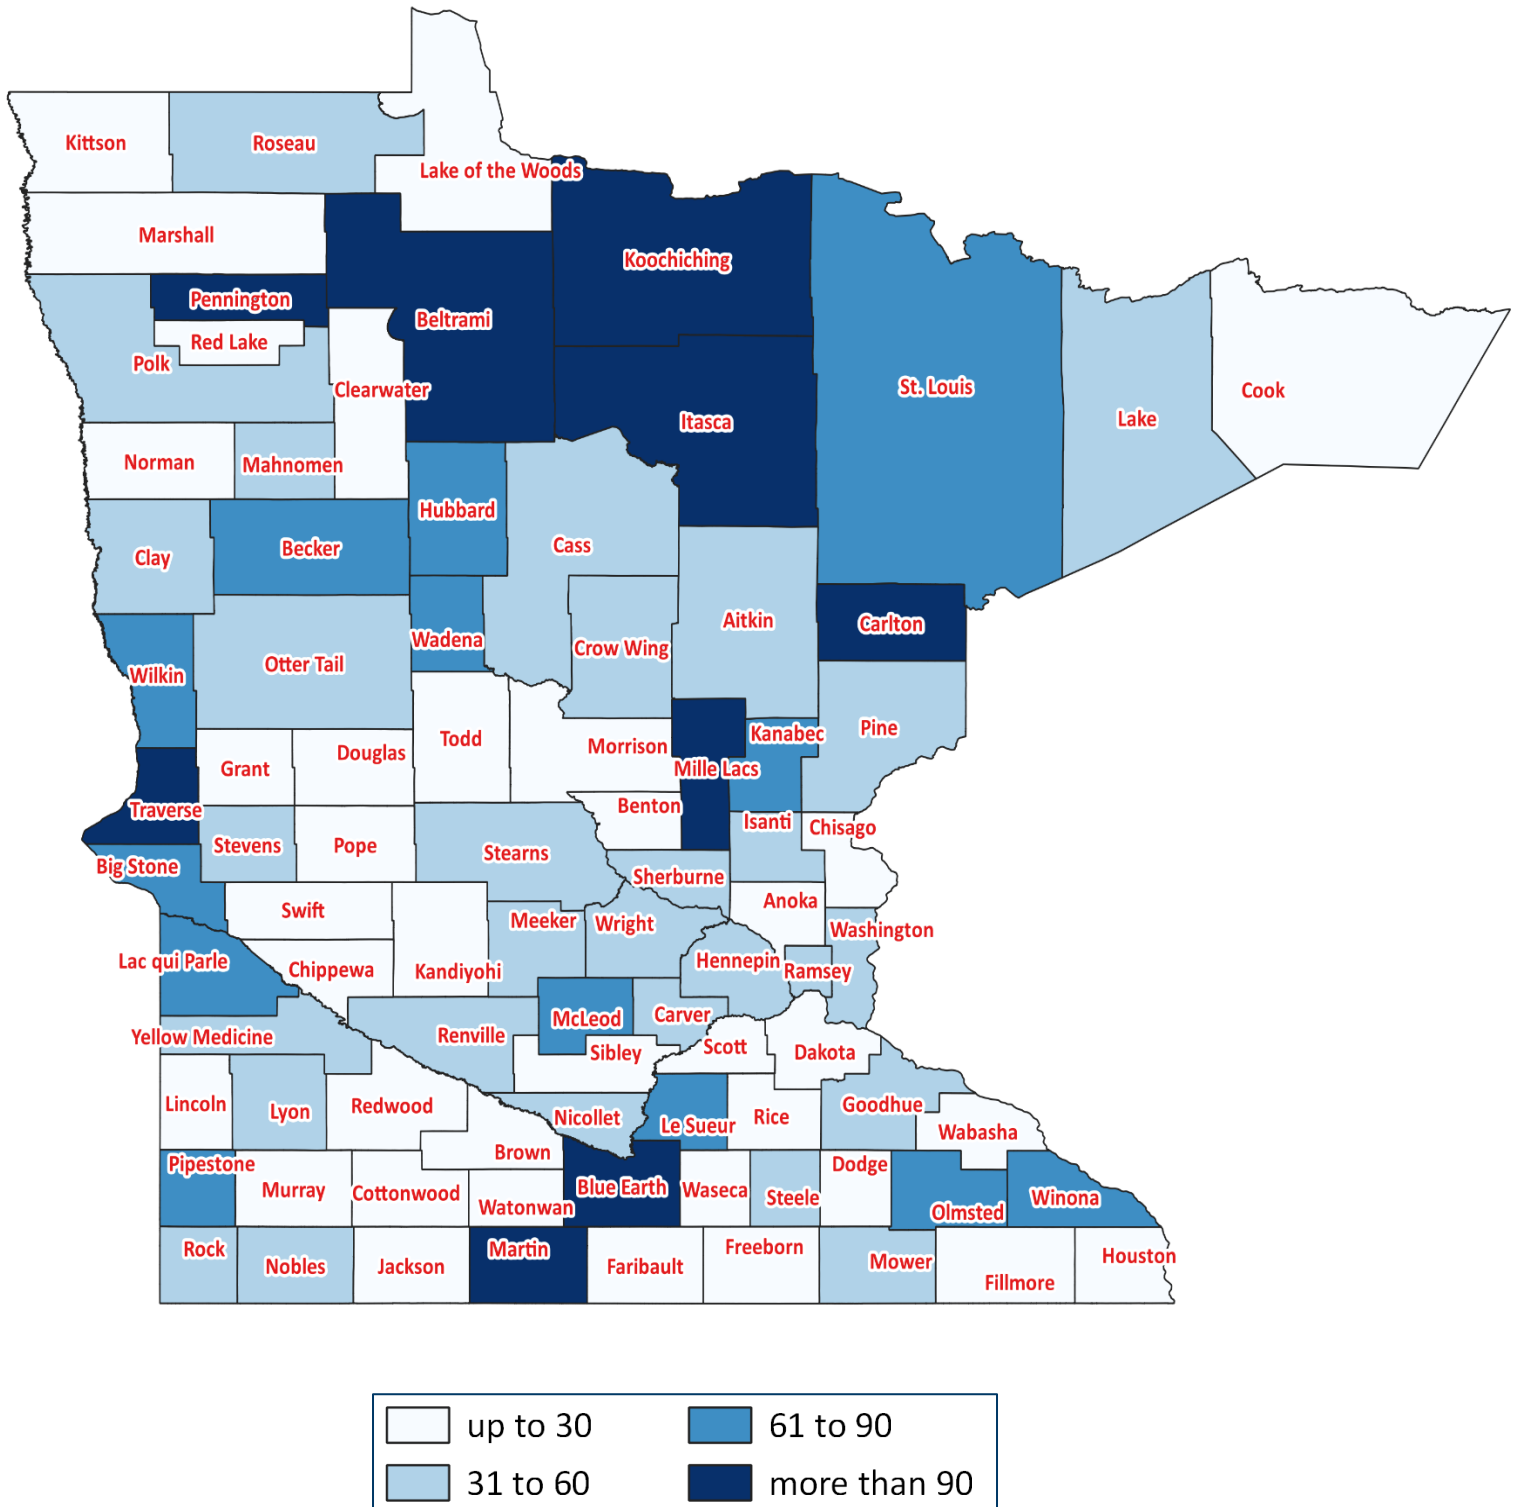 Kittson
Roseau
Lake of the Woods
Marshall
Koochiching
Pennington
Beltrami
Red Lake
Polk
Clearwater
St. Louis
Cook
Lake
Itasca
Norman
Mahnomen
Hubbard
Cass
Becker
Clay
Aitkin
Carlton
Wadena
Crow Wing
Otter Tail
Wilkin
Kanabec
Pine
Todd
Morrison
Douglas
Grant
Mille Lacs
Traverse
Benton
Isanti
Chisago
Stevens
Pope
Stearns
Big Stone
Sherburne
Anoka
Swift
Meeker
Wright
Washington
Lac qui Parle
Chippewa
Kandiyohi
Hennepin
Ramsey
McLeod
Carver
Yellow Medicine
Renville
Sibley
Scott
Dakota
Lincoln
Lyon
Redwood
Nicollet
Le Sueur
Rice
Goodhue
Wabasha
Brown
Pipestone
Murray
Cottonwood
Watonwan
Blue Earth
Waseca
Steele
Dodge
Olmsted
Winona
Rock
Nobles
Jackson
Martin
Faribault
Freeborn
Mower
Fillmore
Houston
up to 30
61 to 90
31 to 60
more than 90